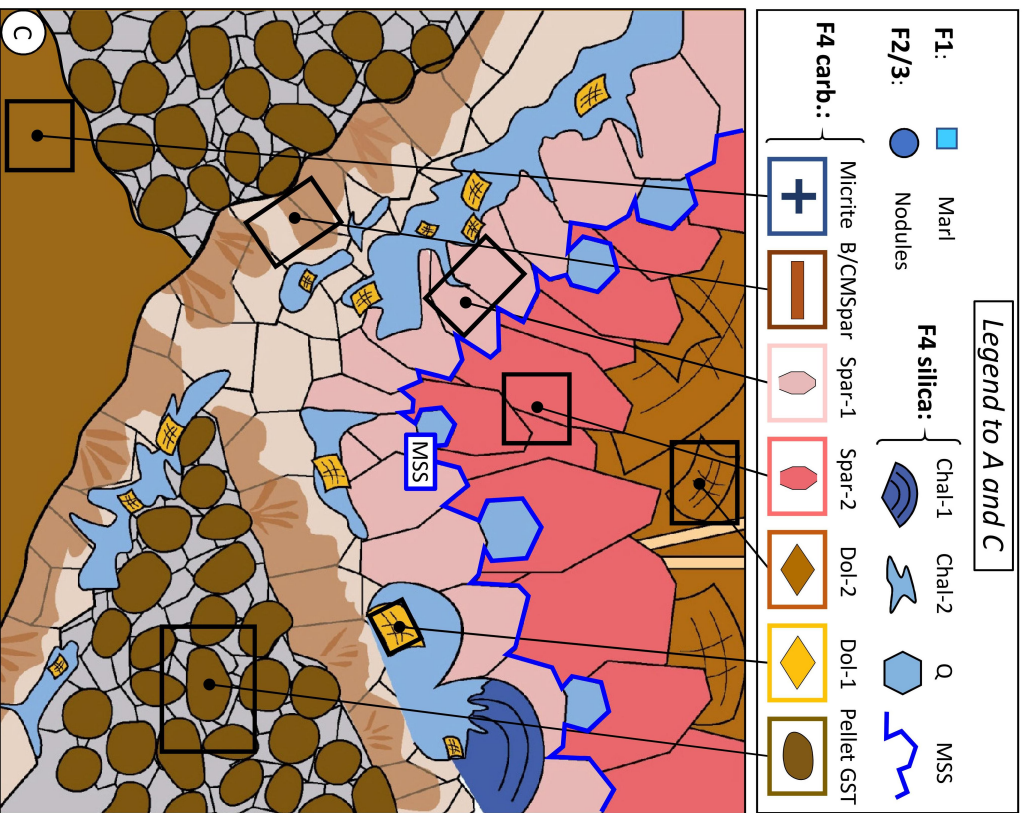 Legend to A and C
F1:
Marl
F2/3:
Nodules
F4 silica:
Chal-1
Chal-2
Q
MSS
F4 carb.:
Micrite
B/CMSpar
Spar-1
Spar-2
Dol-2
Dol-1
Pellet GST
MSS
C